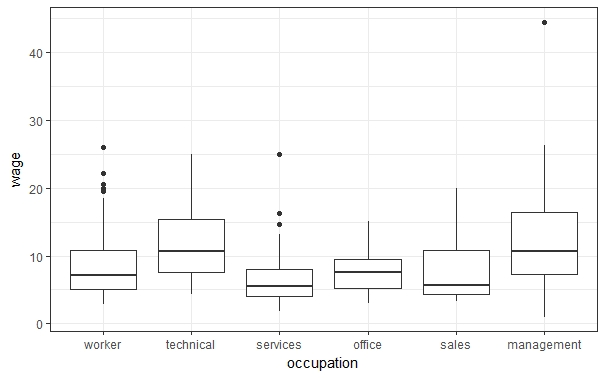 wage
40
30
20
10
0
worker technical services office sales management
occupation